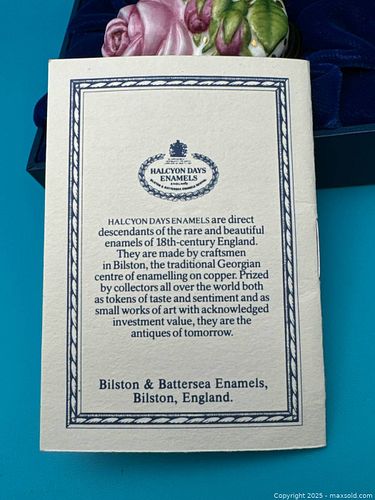 HALCYON DAYS
ENAMELS
ENGLAND
HALCYON DAYS ENAMELS are direct
descendants of the rare and beautiful
enamels of 18th-century England.
They are made by craftsmen
in Bilston, the traditional Georgian
centre of enamelling on copper. Prized
by collectors all over the world both
as tokens of taste and sentiment and as
small works of art with acknowledged
investment value, they are the
antiques of tomorrow.
Bilston & Battersea Enamels,
Bilston, England.
Copyright 2025 - maxsold.com